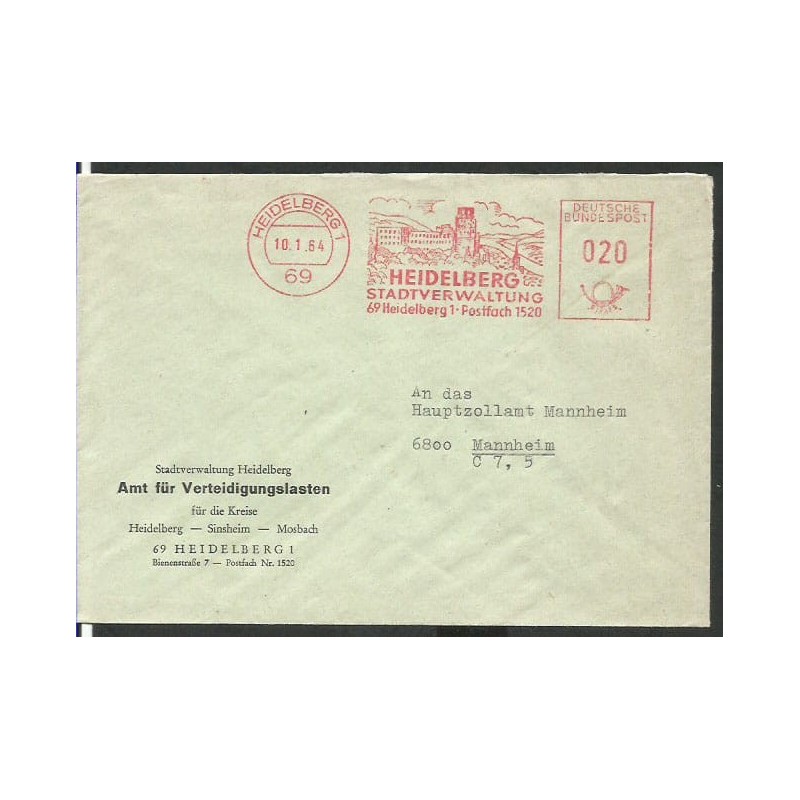 HEIDELBERG 1
10.1.64
69
HEIDELBERG
STADTVERWALTUNG
69 Heidelberg 1 · Postfach 1520
DEUTSCHE
BUNDESPOST
020
An das
Hauptzollamt Mannheim
6800 Mannheim
C 7, 5
Stadtverwaltung Heidelberg
Amt für Verteidigungslasten
für die Kreise
Heidelberg — Sinsheim — Mosbach
69 HEIDELBERG 1
Bienenstraße 7 — Postfach Nr. 1520